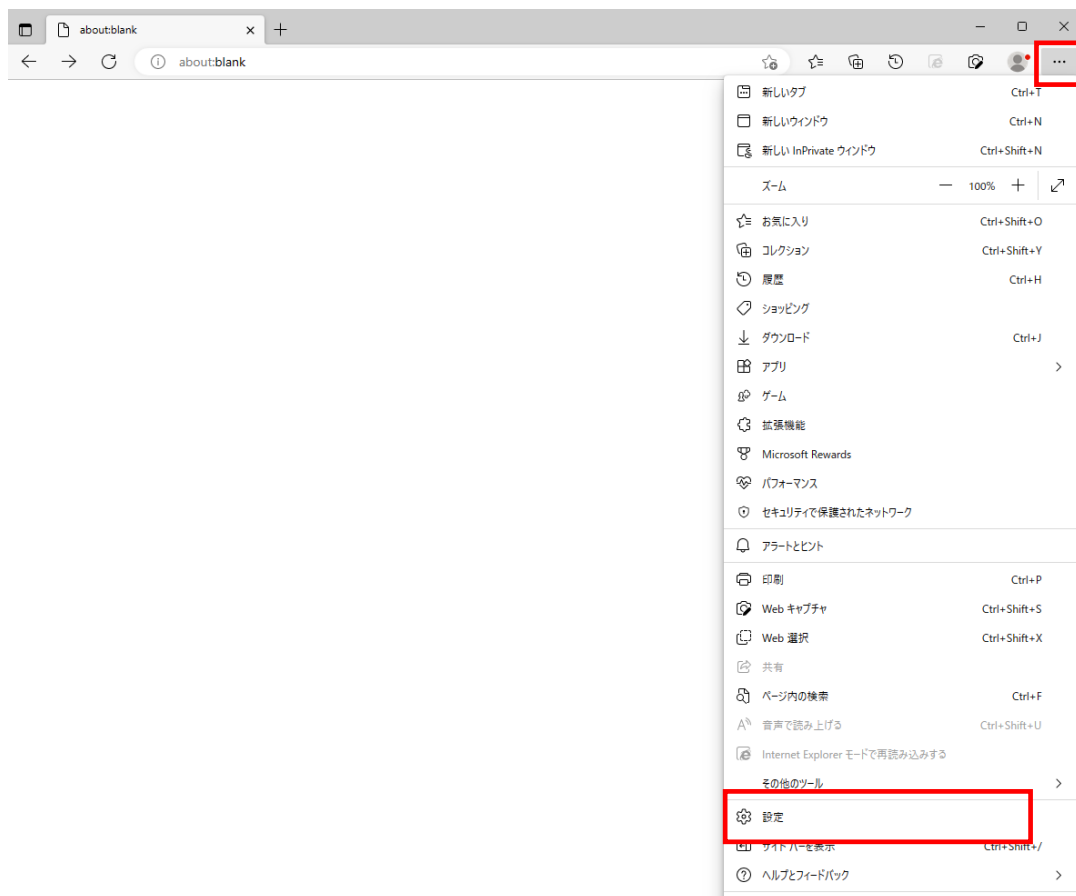 about:blank
about:blank
新しいタブ Ctrl+T
新しいウィンドウ Ctrl+N
新しい InPrivate ウィンドウ Ctrl+Shift+N
ズーム 100%
お気に入り Ctrl+Shift+O
コレクション Ctrl+Shift+Y
履歴 Ctrl+H
ショッピング
ダウンロード Ctrl+J
アプリ
ゲーム
拡張機能
Microsoft Rewards
パフォーマンス
セキュリティで保護されたネットワーク
アラートとヒント
印刷 Ctrl+P
Web キャプチャ Ctrl+Shift+S
Web 選択 Ctrl+Shift+X
共有
ページ内の検索 Ctrl+F
音声で読み上げる Ctrl+Shift+U
Internet Explorer モードで再読み込みする
その他のツール
設定
サイド バーを表示 Ctrl+Shift+/
ヘルプとフィードバック